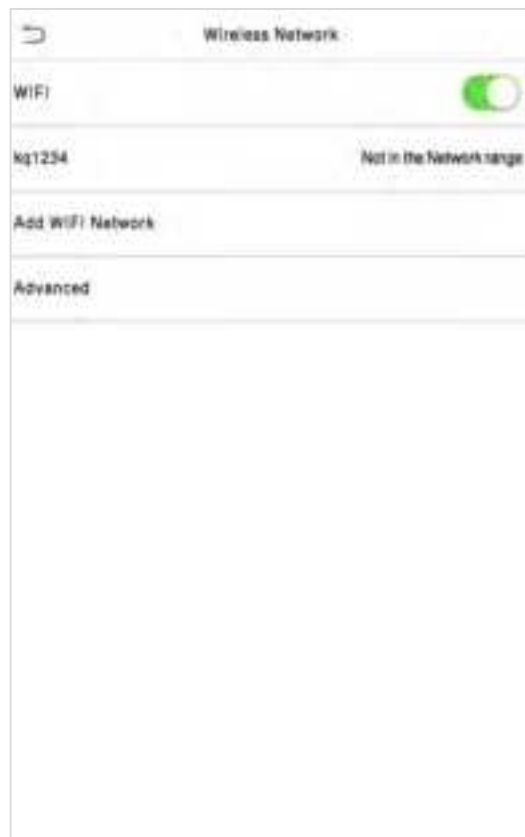 Wireless Network
WIFI
kq1234 Not in the Network range
Add WIFI Network
Advanced